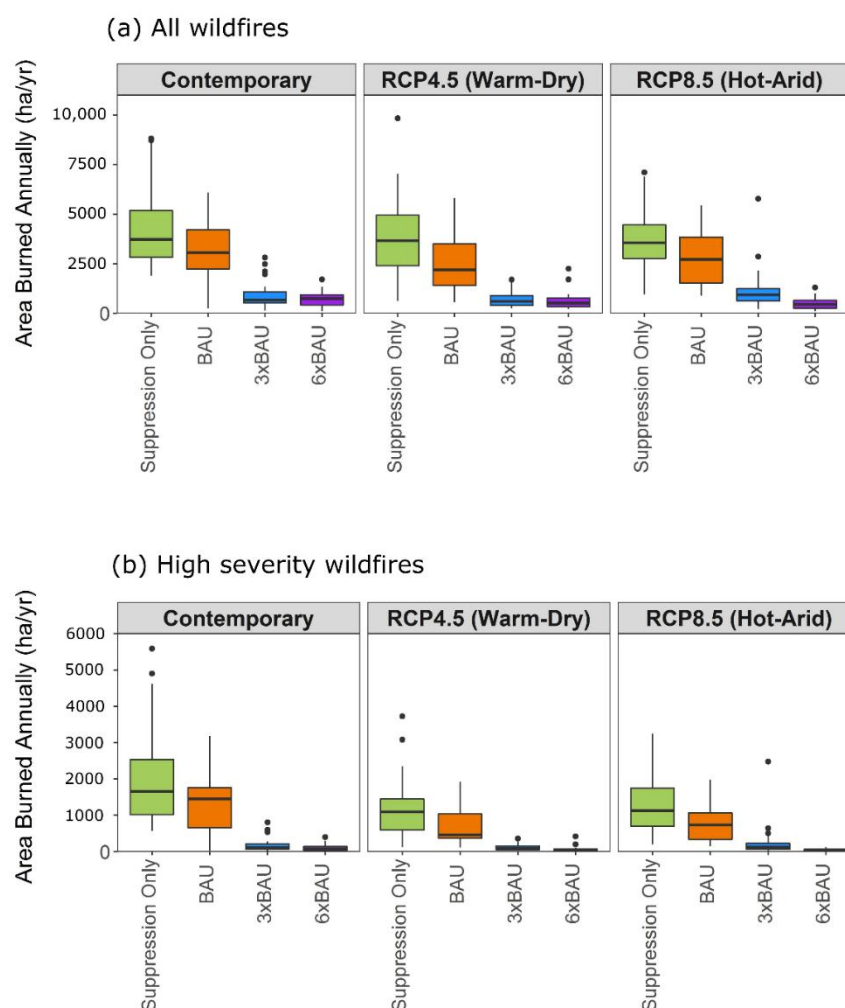 (a) All wildfires
Contemporary
RCP4.5 (Warm-Dry)
RCP8.5 (Hot-Arid)
Area Burned Annually (ha/yr)
10,000
7500
5000
2500
0
Suppression Only
BAU
3xBAU
6xBAU
Suppression Only
BAU
3xBAU
6xBAU
Suppression Only
BAU
3xBAU
6xBAU
(b) High severity wildfires
Contemporary
RCP4.5 (Warm-Dry)
RCP8.5 (Hot-Arid)
Area Burned Annually (ha/yr)
6000
5000
4000
3000
2000
1000
0
Suppression Only
BAU
3xBAU
6xBAU
Suppression Only
BAU
3xBAU
6xBAU
Suppression Only
BAU
3xBAU
6xBAU